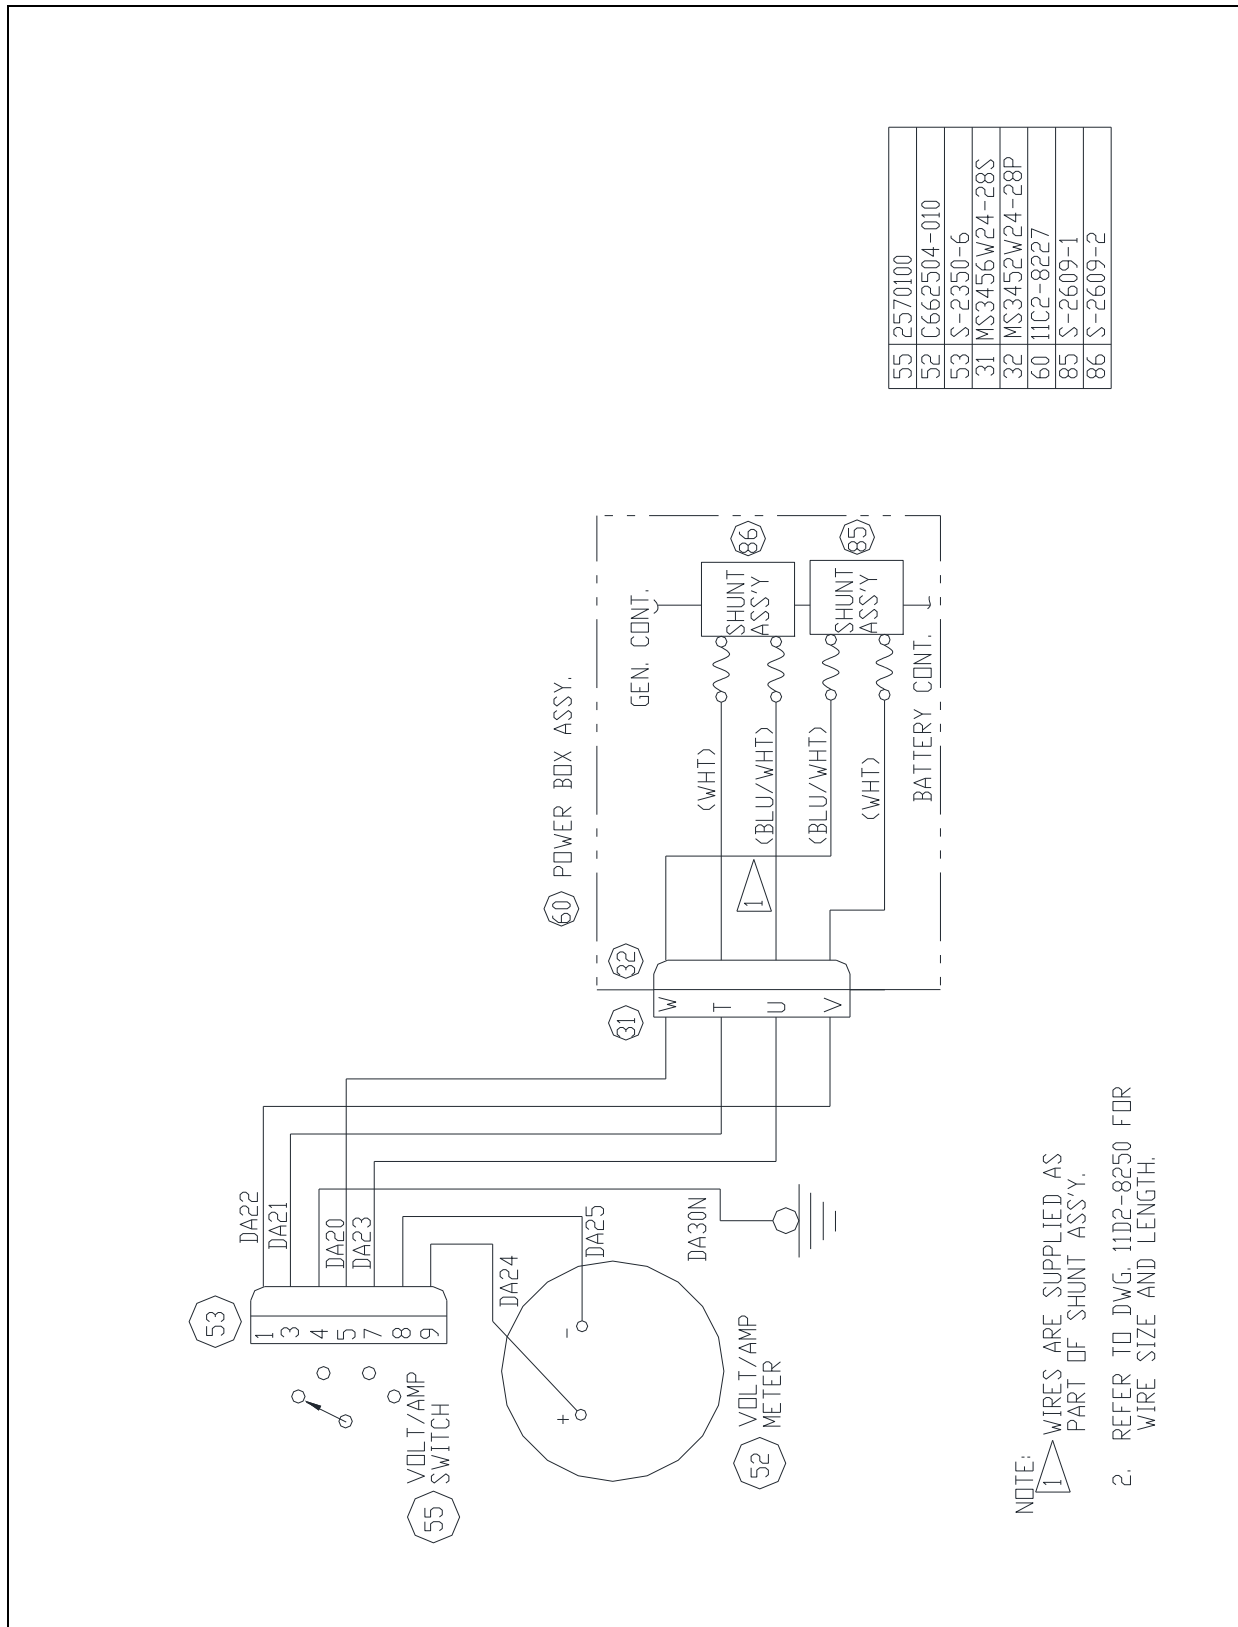 DA22
DA21
DA20
DA23
53
1
3
4
5
7
8
9
VOLT/AMP
SWITCH
55
DA24
DA25
+
-
VOLT/AMP
METER
52
DA30N
31
32
W
T
U
V
60 POWER BOX ASSY.
GEN. CONT.
(WHT)
(BLU/WHT)
(BLU/WHT)
(WHT)
1
SHUNT
ASS'Y
86
SHUNT
ASS'Y
85
BATTERY CONT.
55 2570100
52 C662504-010
53 S-2350-6
31 MS3456W24-28S
32 MS3452W24-28P
60 11C2-8227
85 S-2609-1
86 S-2609-2
NOTE:
1 WIRES ARE SUPPLIED AS
PART OF SHUNT ASS'Y.
2. REFER TO DWG. 11D2-8250 FOR
WIRE SIZE AND LENGTH.